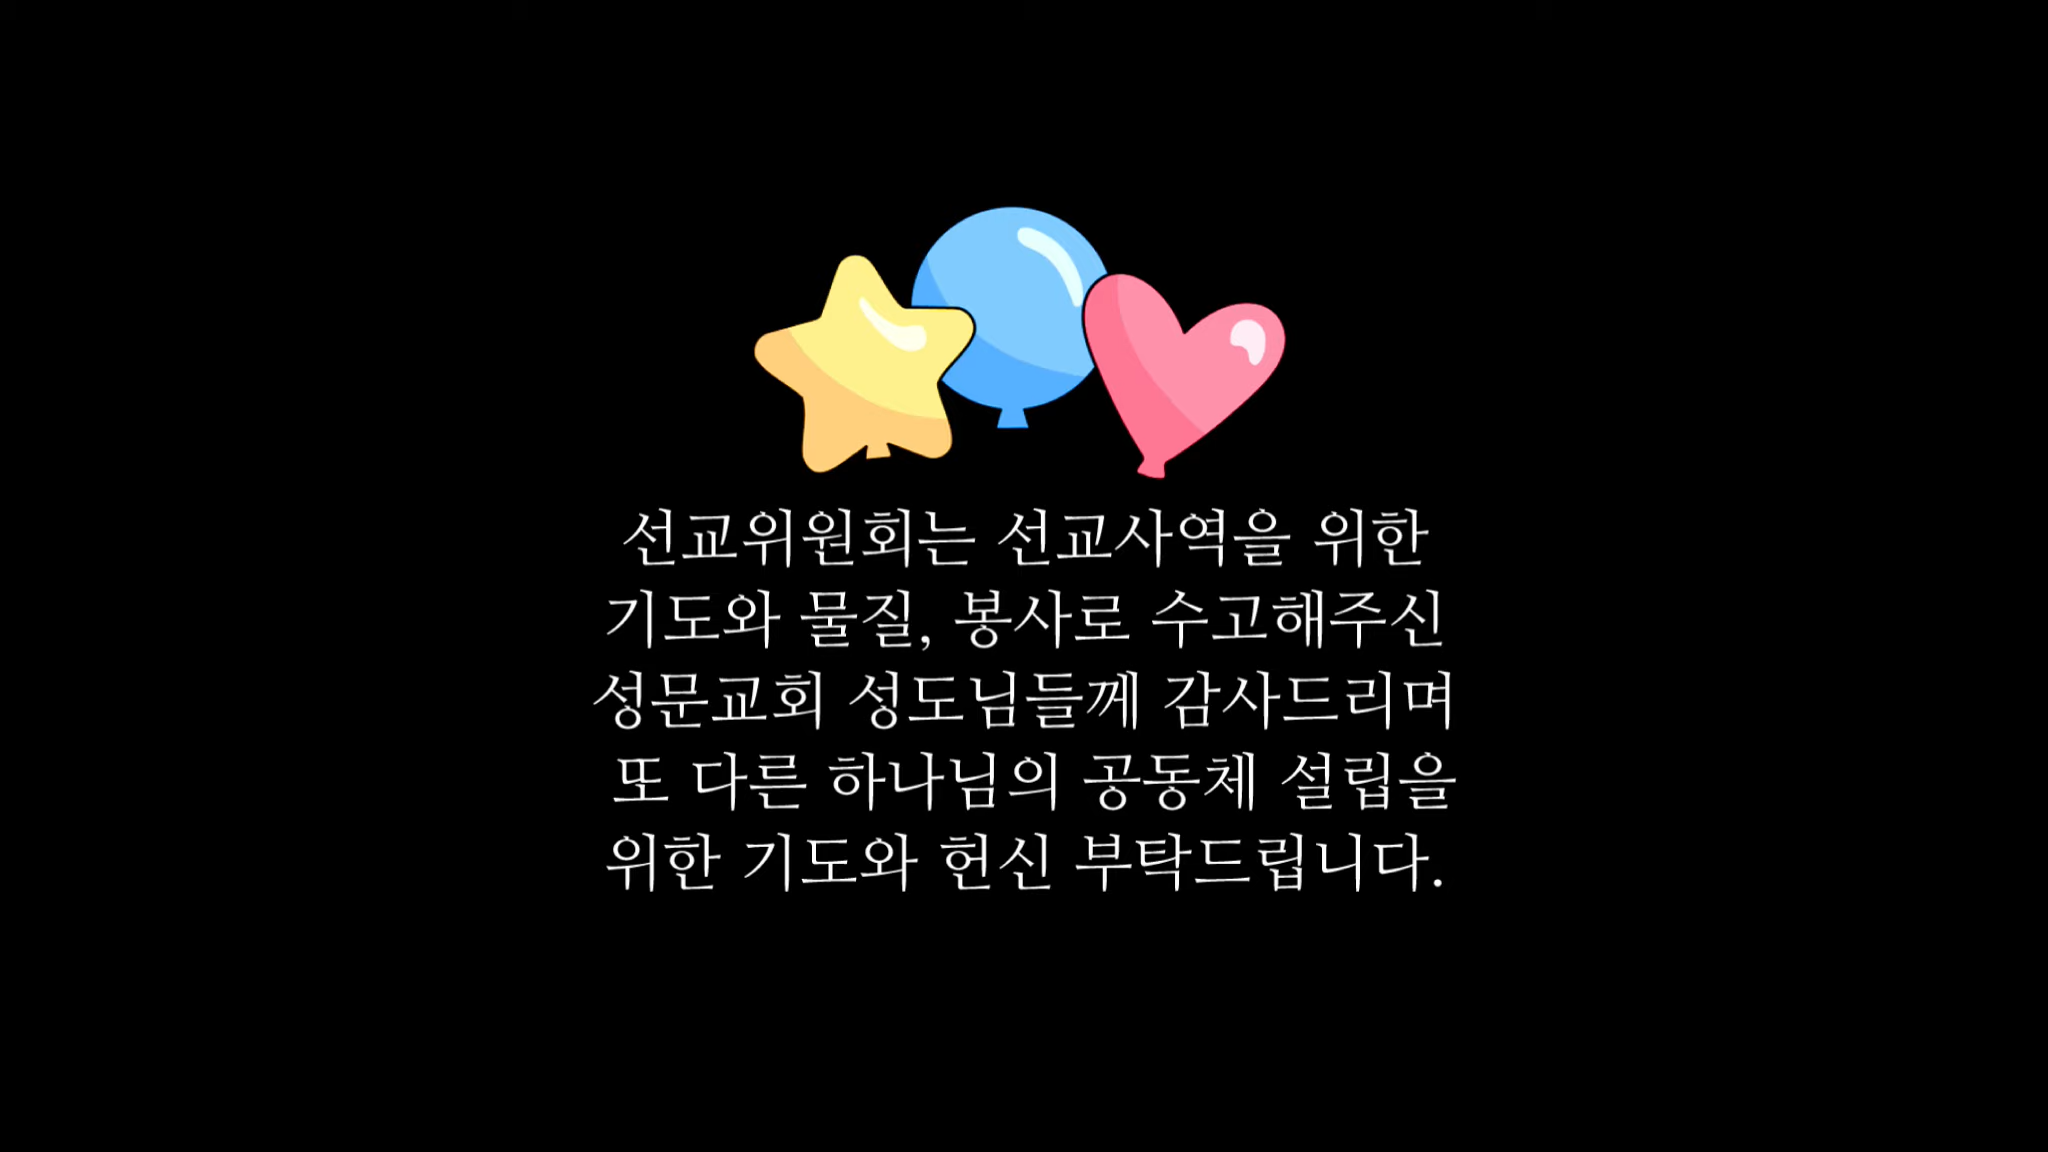 선교위원회는 선교사역을 위한
기도와 물질, 봉사로 수고해주신
성문교회 성도님들께 감사드리며
또 다른 하나님의 공동체 설립을
위한 기도와 헌신 부탁드립니다.